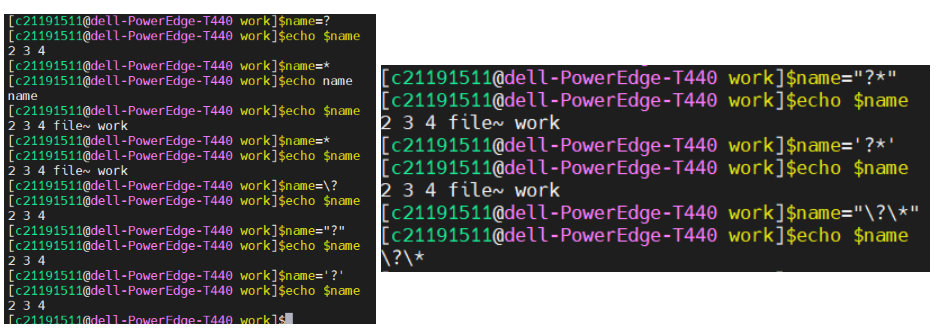 [c21191511@dell-PowerEdge-T440 work]$name=?
[c21191511@dell-PowerEdge-T440 work]$echo $name
2 3 4
[c21191511@dell-PowerEdge-T440 work]$name=*
[c21191511@dell-PowerEdge-T440 work]$echo name
name
[c21191511@dell-PowerEdge-T440 work]$echo $name
2 3 4 file~ work
[c21191511@dell-PowerEdge-T440 work]$name=*
[c21191511@dell-PowerEdge-T440 work]$echo $name
2 3 4 file~ work
[c21191511@dell-PowerEdge-T440 work]$name=\?
[c21191511@dell-PowerEdge-T440 work]$echo $name
2 3 4
[c21191511@dell-PowerEdge-T440 work]$name="?"
[c21191511@dell-PowerEdge-T440 work]$echo $name
2 3 4
[c21191511@dell-PowerEdge-T440 work]$name='?'
[c21191511@dell-PowerEdge-T440 work]$echo $name
2 3 4
[c21191511@dell-PowerEdge-T440 work]$
[c21191511@dell-PowerEdge-T440 work]$name="?*"
[c21191511@dell-PowerEdge-T440 work]$echo $name
2 3 4 file~ work
[c21191511@dell-PowerEdge-T440 work]$name='?*'
[c21191511@dell-PowerEdge-T440 work]$echo $name
2 3 4 file~ work
[c21191511@dell-PowerEdge-T440 work]$name="\?\*"
[c21191511@dell-PowerEdge-T440 work]$echo $name
\?\*